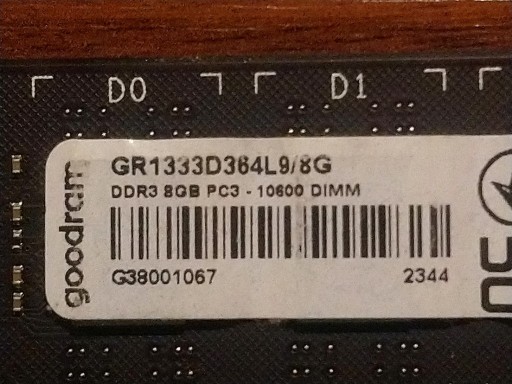 D0 D1
goodram
GR1333D364L9/8G
DDR3 8GB PC3 - 10600 DIMM
G38001067 2344